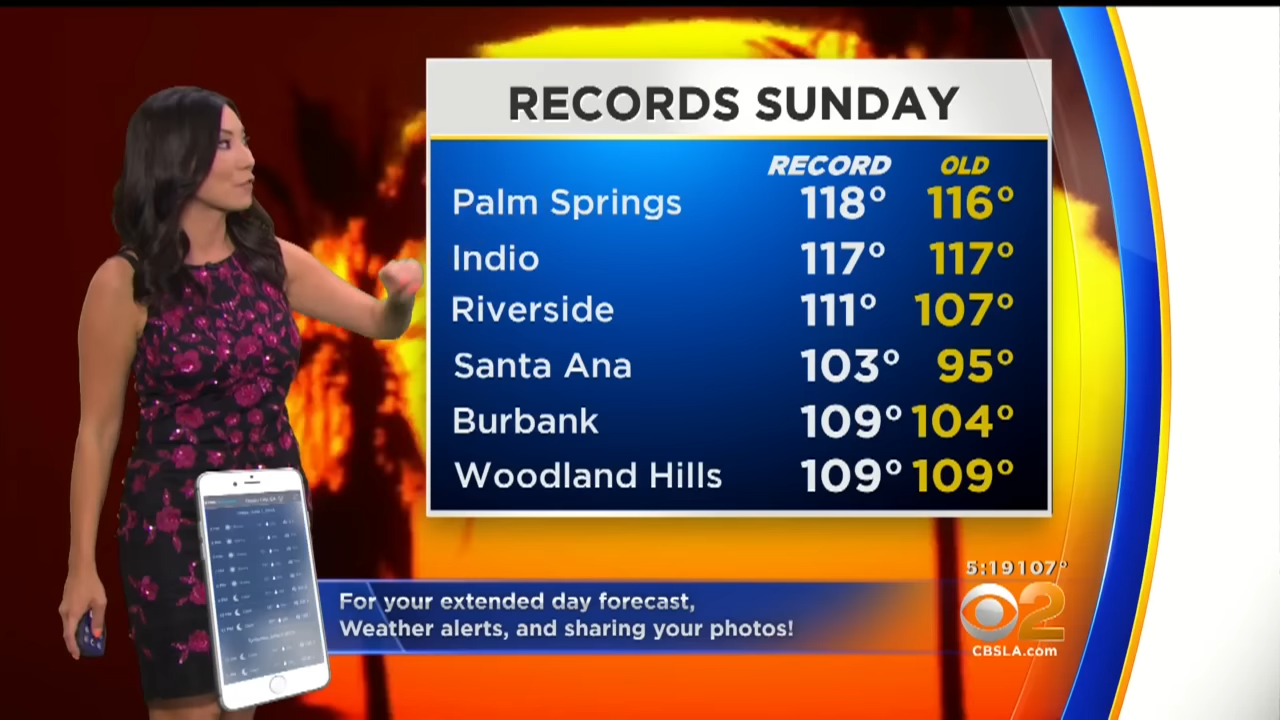 RECORDS SUNDAY
RECORD OLD
Palm Springs 118° 116°
Indio 117° 117°
Riverside 111° 107°
Santa Ana 103° 95°
Burbank 109° 104°
Woodland Hills 109° 109°
5:19 107°
For your extended day forecast,
Weather alerts, and sharing your photos!
2
CBSLA.com